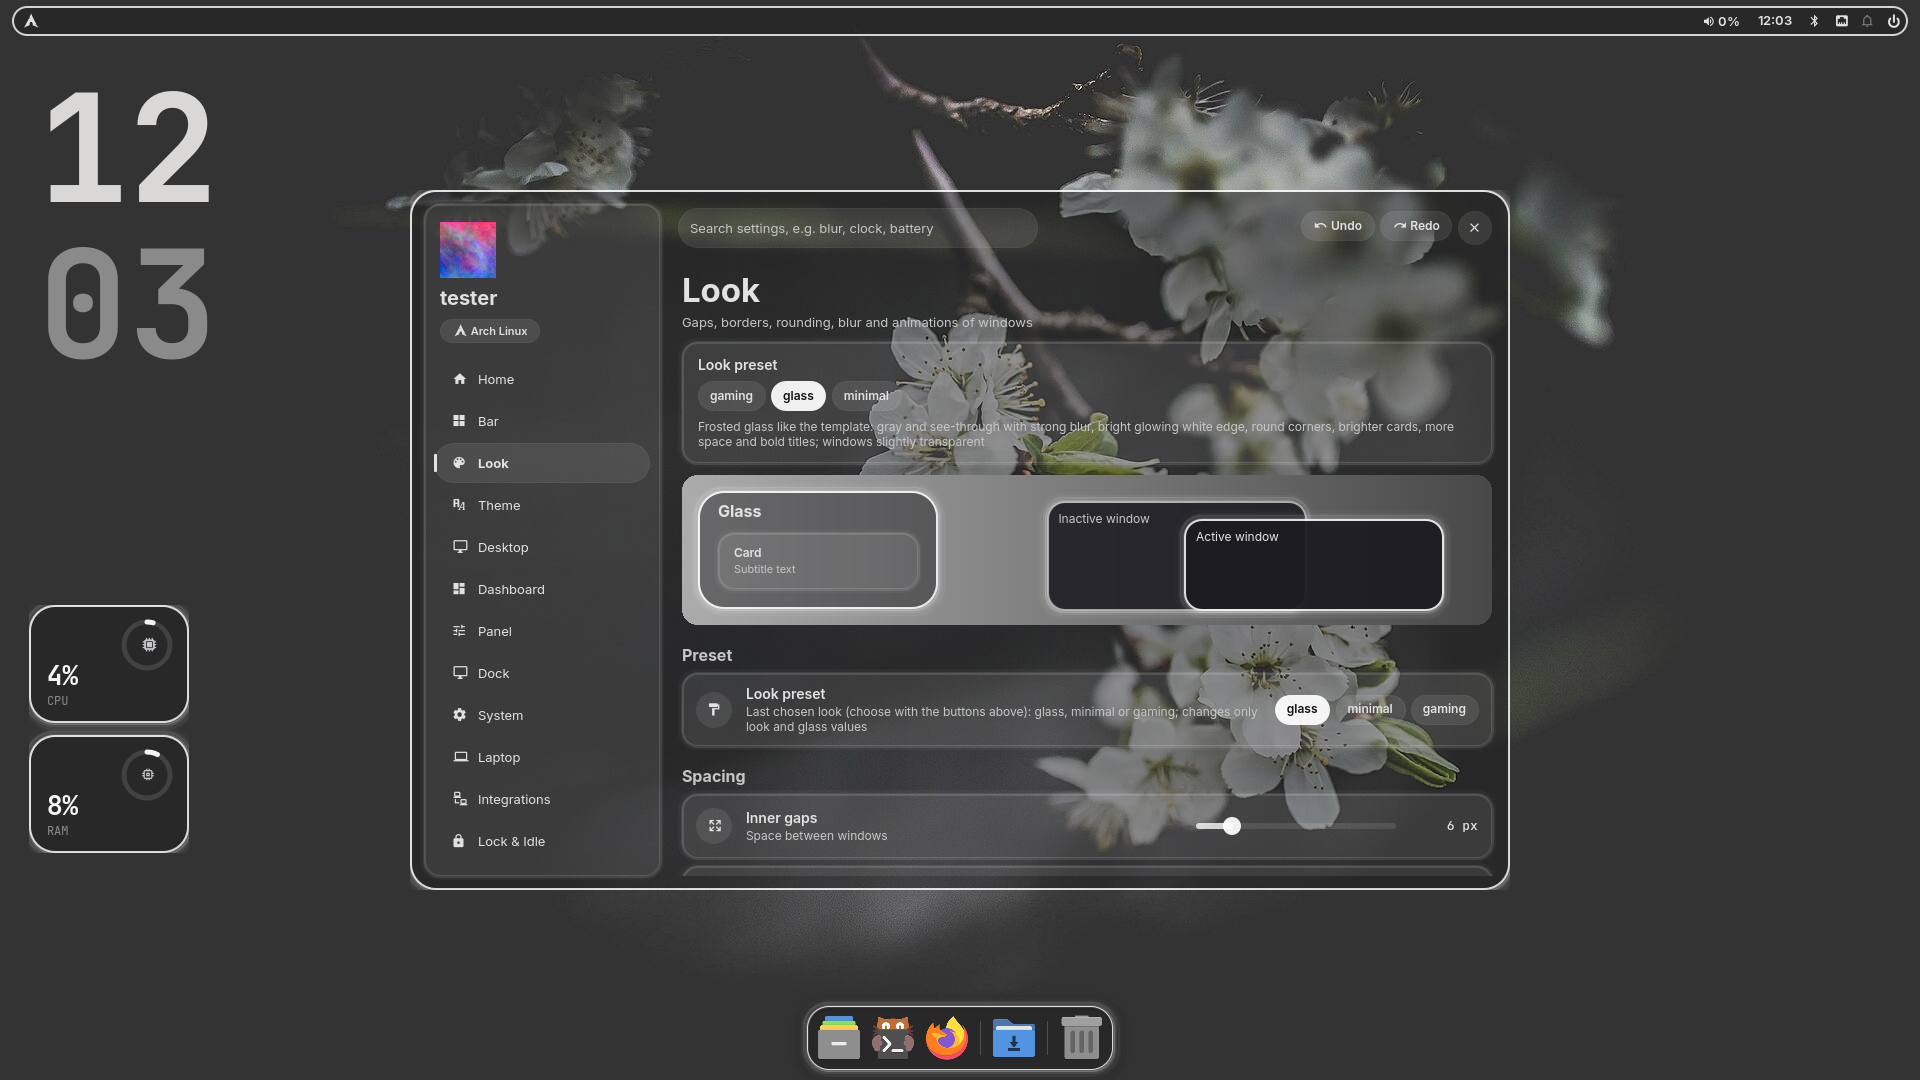 0%
12:03
12
03
4%
CPU
8%
RAM
tester
Arch Linux
Home
Bar
Look
Theme
Desktop
Dashboard
Panel
Dock
System
Laptop
Integrations
Lock & Idle
Search settings, e.g. blur, clock, battery
Undo
Redo
Look
Gaps, borders, rounding, blur and animations of windows
Look preset
gaming
glass
minimal
Frosted glass like the template: gray and see-through with strong blur, bright glowing white edge, round corners, brighter cards, more
space and bold titles; windows slightly transparent
Glass
Card
Subtitle text
Inactive window
Active window
Preset
Look preset
Last chosen look (choose with the buttons above): glass, minimal or gaming; changes only
look and glass values
glass
minimal
gaming
Spacing
Inner gaps
Space between windows
6 px